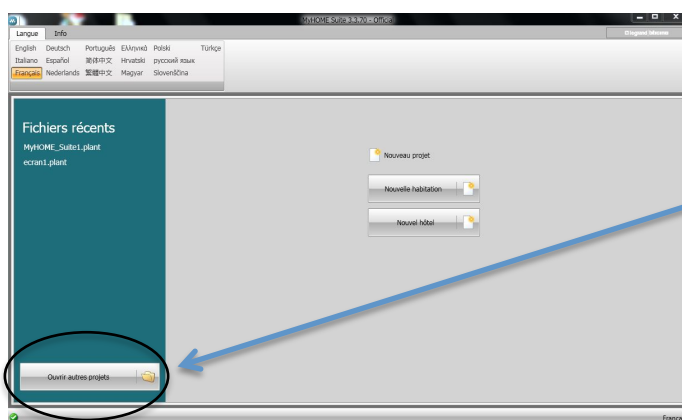 MyHOME Suite 3.3.70 - Offline
Langue Info
English Deutsch Português Ελληνικά Polski Türkçe
Italiano Español 简体中文 Hrvatski русский язык
Français Nederlands 繁體中文 Magyar Slovenščina
Fichiers récents
MyHOME_Suite1.plant
ecran1.plant
Nouveau projet
Nouvelle habitation
Nouvel hôtel
Ouvrir autres projets